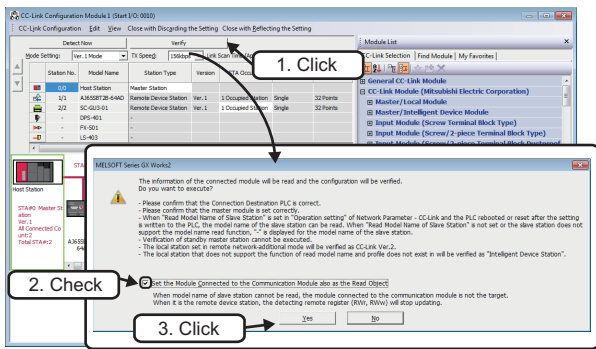 CC-Link Configuration Module 1 (Start I/O: 0010)
CC-Link Configuration Edit View Close with Discarding the Setting Close with Reflecting the Setting
Detect Now Verify
Mode Setting: Ver.1 Mode TX Speed: 156kbps Link Scan Time (Ap
1. Click
Station No. Model Name Station Type Version STA Occu
0/0 Host Station Master Station
1/1 AJ65SBT2B-64AD Remote Device Station Ver.1 1 Occupied Station Single 32 Points
2/2 SC-GU3-01 Remote Device Station Ver.1 1 Occupied Station Single 32 Points
- DPS-401 -
- FX-501 -
- LS-403 -
Module List
CC-Link Selection Find Module My Favorites
General CC-Link Module
CC-Link Module (Mitsubishi Electric Corporation)
Master/Local Module
Master/Intelligent Device Module
Input Module (Screw Terminal Block Type)
Input Module (Screw/2-piece Terminal Block Type)
Host Station
STA#0 Master St
ation
Ver.1
All Connected Co
unt:2
Total STA#:2
STA
AJ65S
64A
MELSOFT Series GX Works2
The information of the connected module will be read and the configuration will be verified.
Do you want to execute?
- Please confirm that the Connection Destination PLC is correct.
- Please confirm that the module master is set correctly.
- When "Read Model Name of Slave Station" is set in "Operation setting" of Network Parameter - CC-Link and the PLC rebooted or reset after the setting
is written to the PLC, the model name of the slave station can be read. When "Read Model Name of Slave Station" is not set or the slave station does not
support the model name read function, "-" is displayed for the model name of the slave station.
- Verification of standby master station cannot be executed.
- The local station set in remote network-additional mode will be verified as CC-Link Ver.2.
- The local station that does not support the function of read model name and profile does not exist in will be verified as "Intelligent Device Station".
2. Check
Set the Module Connected to the Communication Module also as the Read Object
When model name of slave station cannot be read, the module connected to the communication module is not the target.
When it is the remote device station, the detecting remote register (RWr, RWw) will stop updating.
3. Click
Yes No